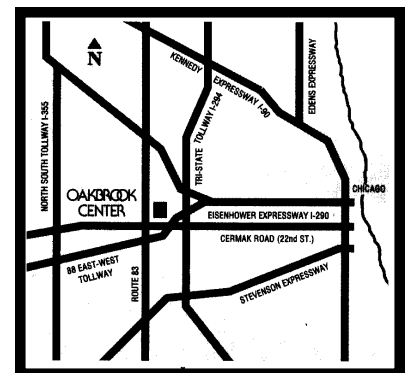 N
KENNEDY
EXPRESSWAY I-90
EDENS EXPRESSWAY
NORTH SOUTH TOLLWAY I-355
TRI-STATE TOLLWAY I-294
CHICAGO
OAKBROOK
CENTER
EISENHOWER EXPRESSWAY I-290
CERMAK ROAD (22nd ST.)
88 EAST-WEST
TOLLWAY
ROUTE 83
STEVENSON EXPRESSWAY